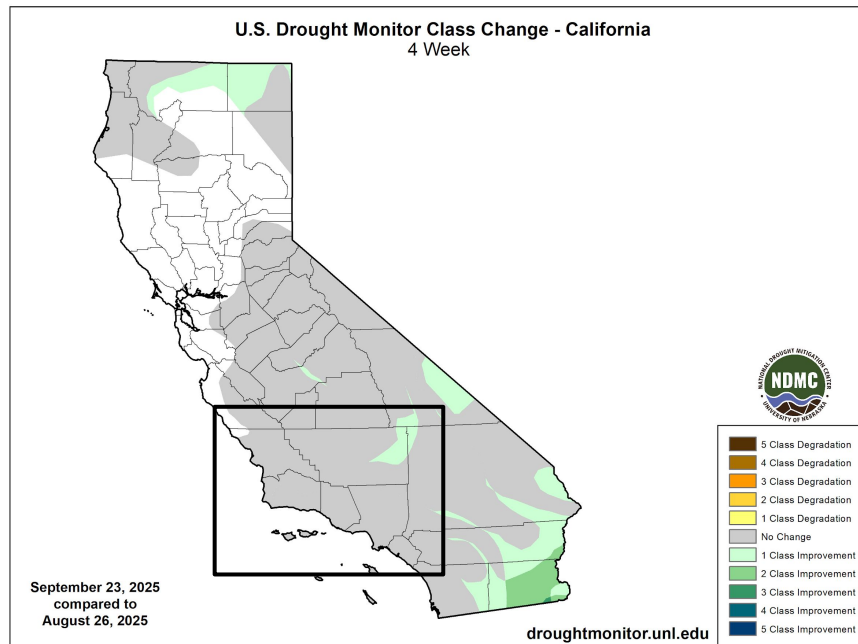 U.S. Drought Monitor Class Change - California
4 Week
NATIONAL DROUGHT MITIGATION CENTER
NDMC
UNIVERSITY OF NEBRASKA
5 Class Degradation
4 Class Degradation
3 Class Degradation
2 Class Degradation
1 Class Degradation
No Change
1 Class Improvement
2 Class Improvement
3 Class Improvement
4 Class Improvement
5 Class Improvement
September 23, 2025
compared to
August 26, 2025
droughtmonitor.unl.edu